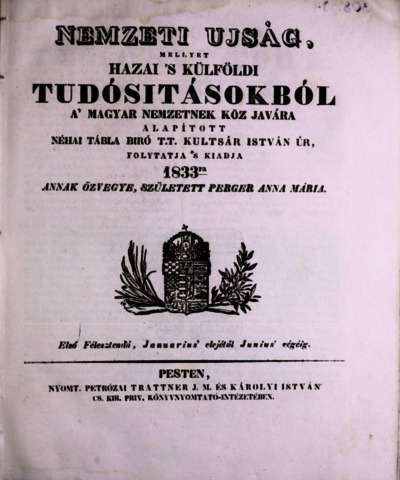 NEMZETI UJSÁG,
MELLYET
HAZAI 'S KÜLFÖLDI
TUDÓSITÁSOKBÓL
A' MAGYAR NEMZETNEK KÖZ JAVÁRA
ALAPÍTOTT
NÉHAI TÁBLA BIRÓ T.T. KULTSÁR ISTVÁN ÚR,
FOLYTATJA 'S KIADJA
1833ra
ANNAK ÖZVEGYE, SZÜLETETT PERGER ANNA MÁRIA.
Első Félesztendő, Januarius' elejétől Junius' végéig.
PESTEN,
NYOMT. PETRÓZAI TRATTNER J. M. ÉS KÁROLYI ISTVÁN'
CS. KIR. PRIV. KÖNYVNYOMTATÓ-INTÉZETÉBEN.